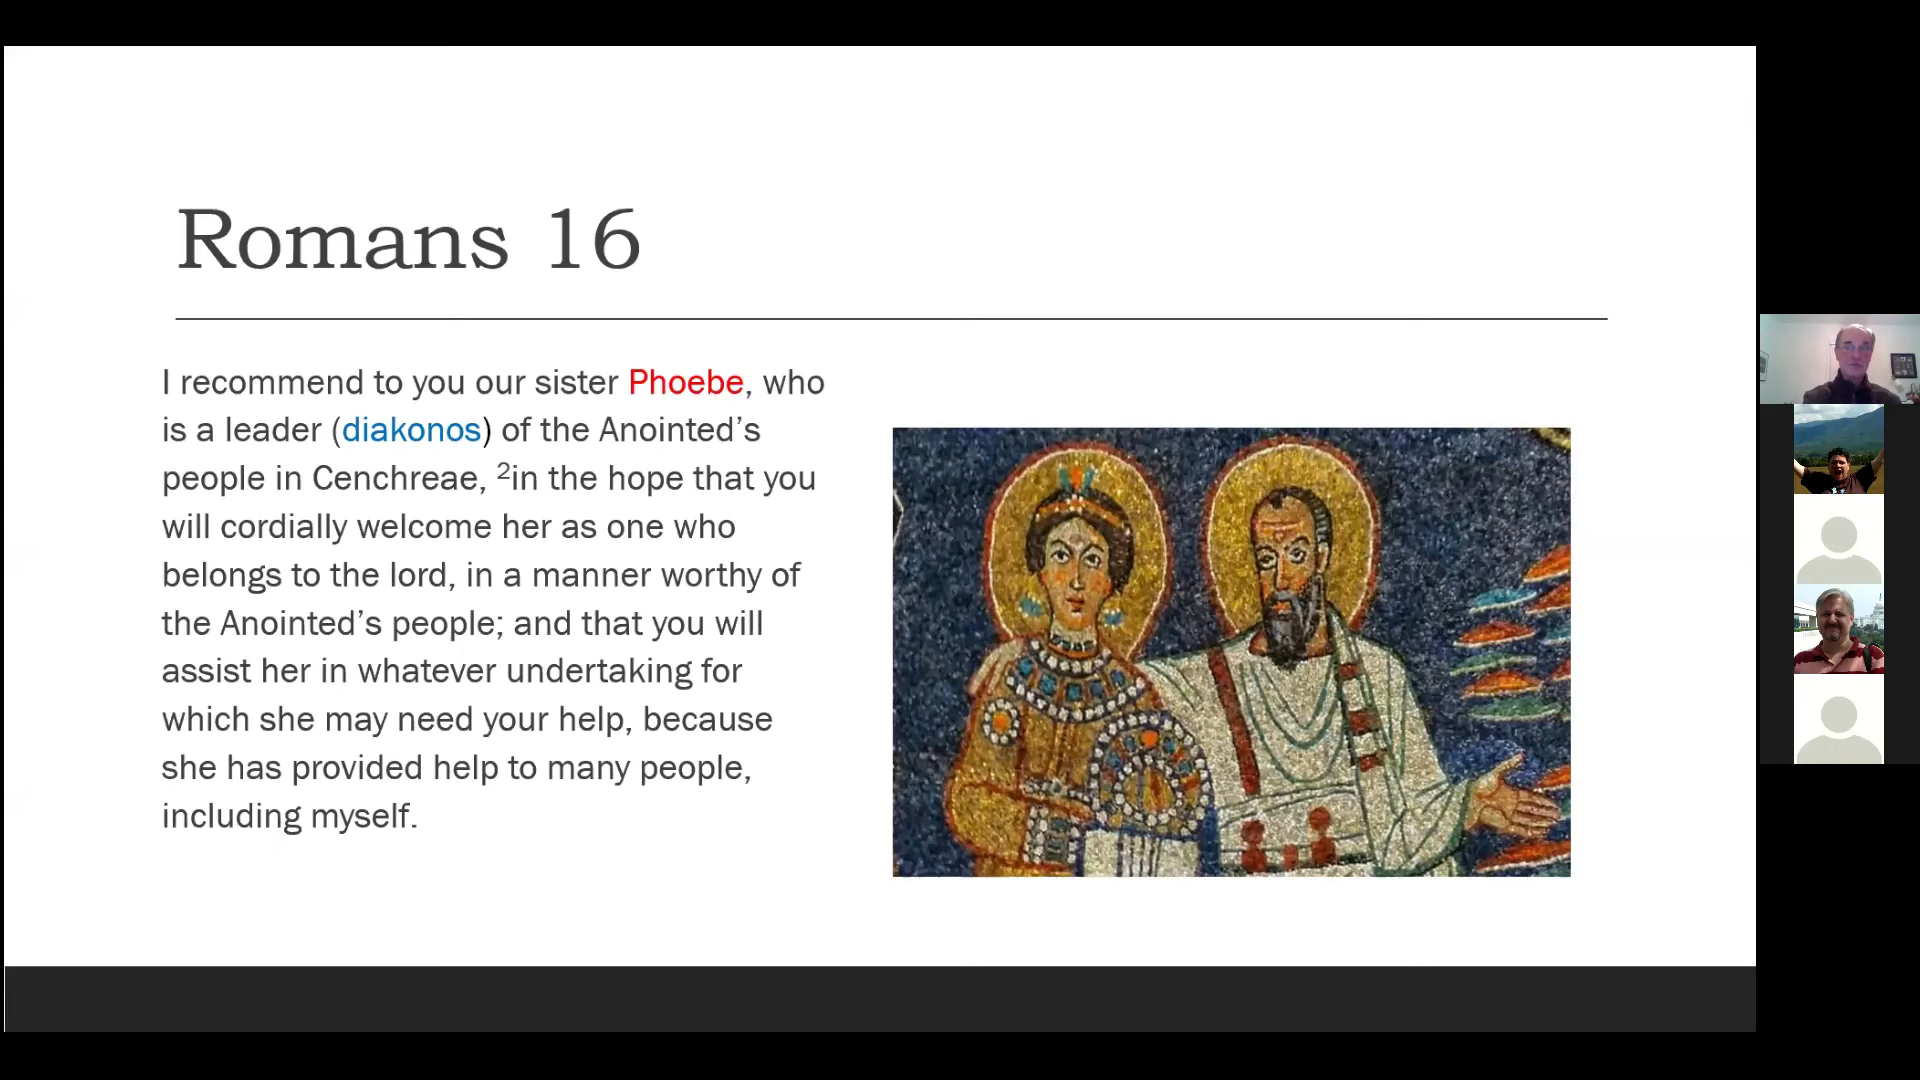 Romans 16
I recommend to you our sister Phoebe, who
is a leader (diakonos) of the Anointed’s
people in Cenchreae, ²in the hope that you
will cordially welcome her as one who
belongs to the lord, in a manner worthy of
the Anointed’s people; and that you will
assist her in whatever undertaking for
which she may need your help, because
she has provided help to many people,
including myself.